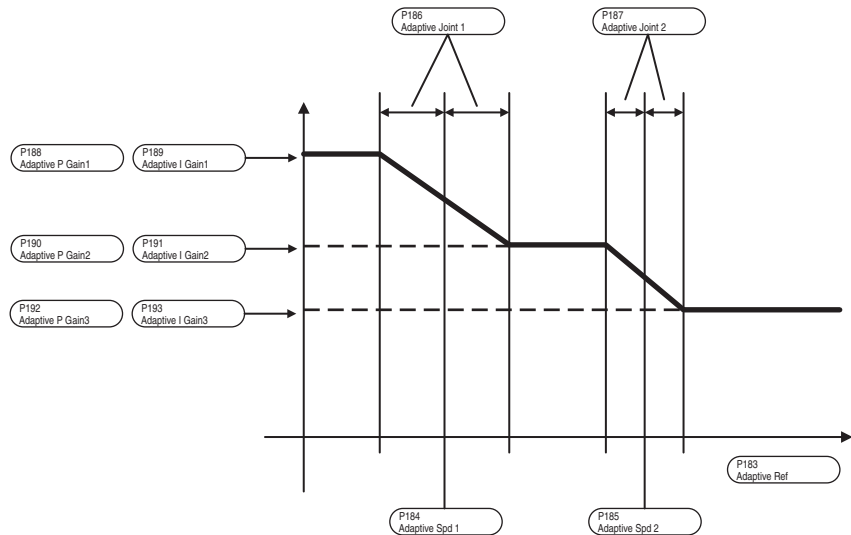 P186
Adaptive Joint 1
P187
Adaptive Joint 2
P188
Adaptive P Gain1
P189
Adaptive I Gain1
P190
Adaptive P Gain2
P191
Adaptive I Gain2
P192
Adaptive P Gain3
P193
Adaptive I Gain3
P183
Adaptive Ref
P184
Adaptive Spd 1
P185
Adaptive Spd 2